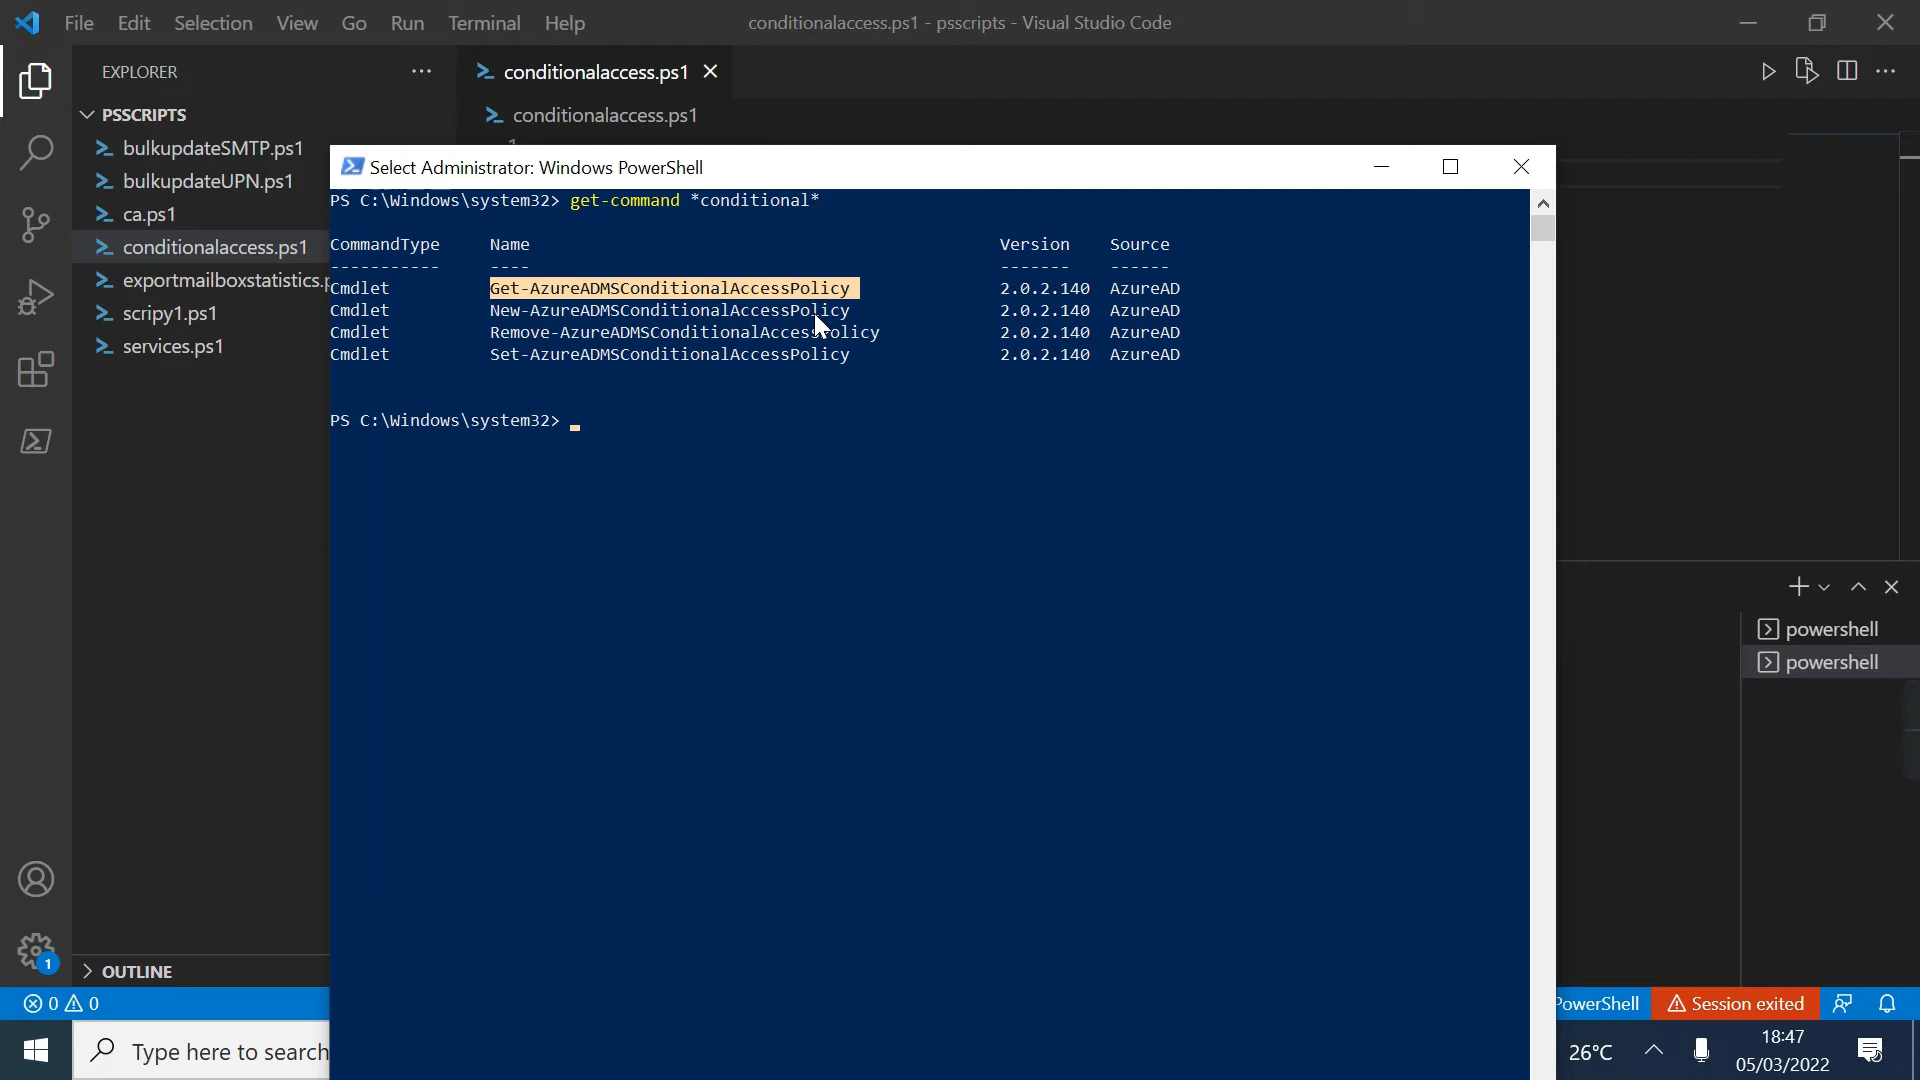 File Edit Selection View Go Run Terminal Help
conditionalaccess.ps1 - psscripts - Visual Studio Code
EXPLORER
conditionalaccess.ps1
PSSCRIPTS
conditionalaccess.ps1
bulkupdateSMTP.ps1
bulkupdateUPN.ps1
ca.ps1
conditionalaccess.ps1
exportmailboxstatistics.
scripy1.ps1
services.ps1
Select Administrator: Windows PowerShell
PS C:\Windows\system32> get-command *conditional*
CommandType Name Version Source
----------- ---- ------- ------
Cmdlet Get-AzureADMSConditionalAccessPolicy 2.0.2.140 AzureAD
Cmdlet New-AzureADMSConditionalAccessPolicy 2.0.2.140 AzureAD
Cmdlet Remove-AzureADMSConditionalAccessPolicy 2.0.2.140 AzureAD
Cmdlet Set-AzureADMSConditionalAccessPolicy 2.0.2.140 AzureAD
PS C:\Windows\system32>
powershell
powershell
1
OUTLINE
0 0
PowerShell
Session exited
Type here to search
26°C
18:47
05/03/2022